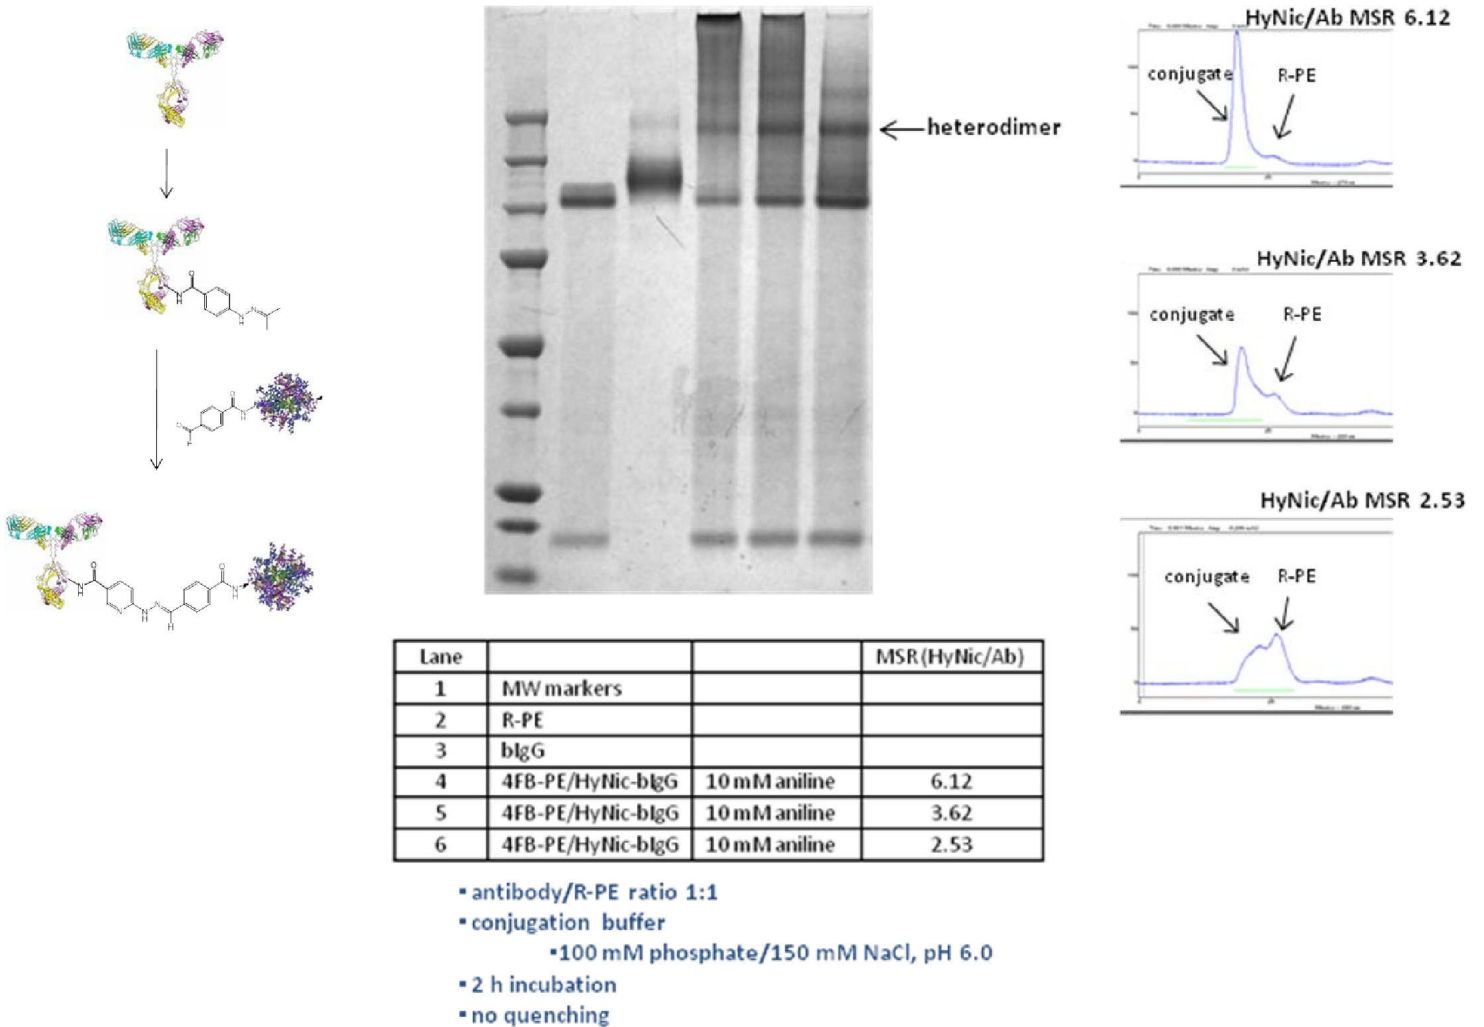 HyNic/Ab MSR 6.12
conjugate
R-PE
heterodimer
HyNic/Ab MSR 3.62
conjugate
R-PE
HyNic/Ab MSR 2.53
conjugate
R-PE
O
NH
N
N
H
O
H
O
N
H
O
NH
N
N
H
N
H
O
N
H
Lane MSR(HyNic/Ab)
1 MW markers
2 R-PE
3 bIgG
4 4FB-PE/HyNic-bIgG 10 mM aniline 6.12
5 4FB-PE/HyNic-bIgG 10 mM aniline 3.62
6 4FB-PE/HyNic-bIgG 10 mM aniline 2.53
▪ antibody/R-PE ratio 1:1
▪ conjugation buffer
▪100 mM phosphate/150 mM NaCl, pH 6.0
▪ 2 h incubation
▪ no quenching